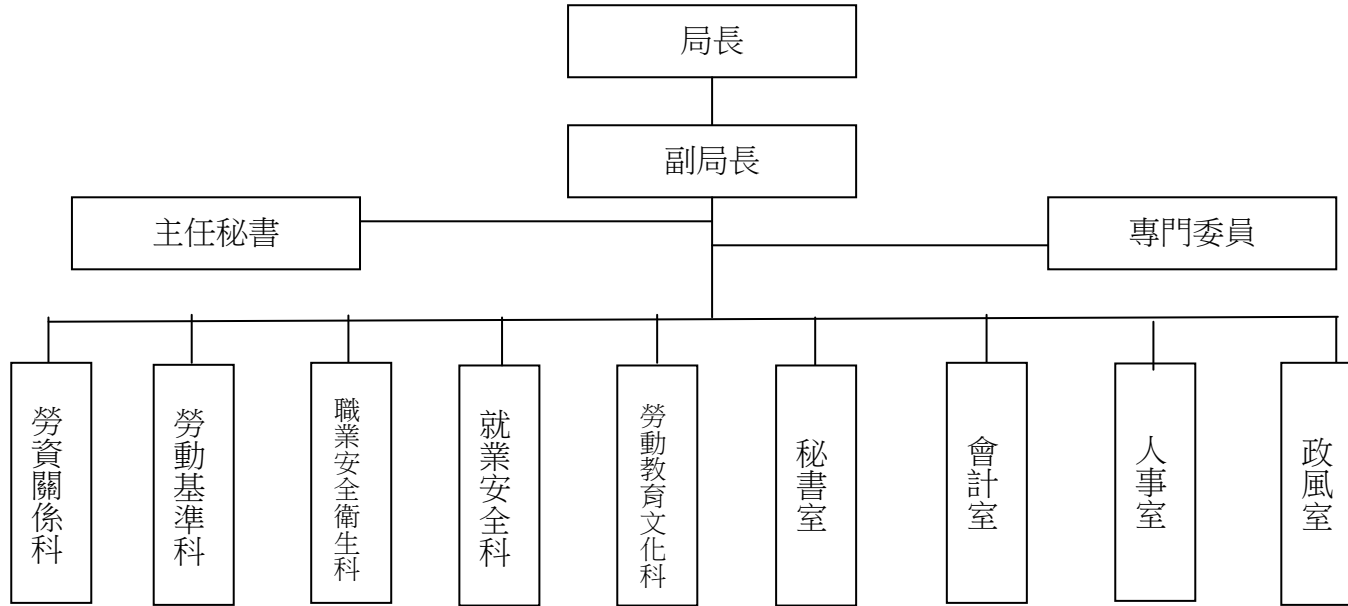 局長
副局長
主任秘書
專門委員
勞資關係科
勞動基準科
職業安全衛生科
就業安全科
勞動教育文化科
秘書室
會計室
人事室
政風室